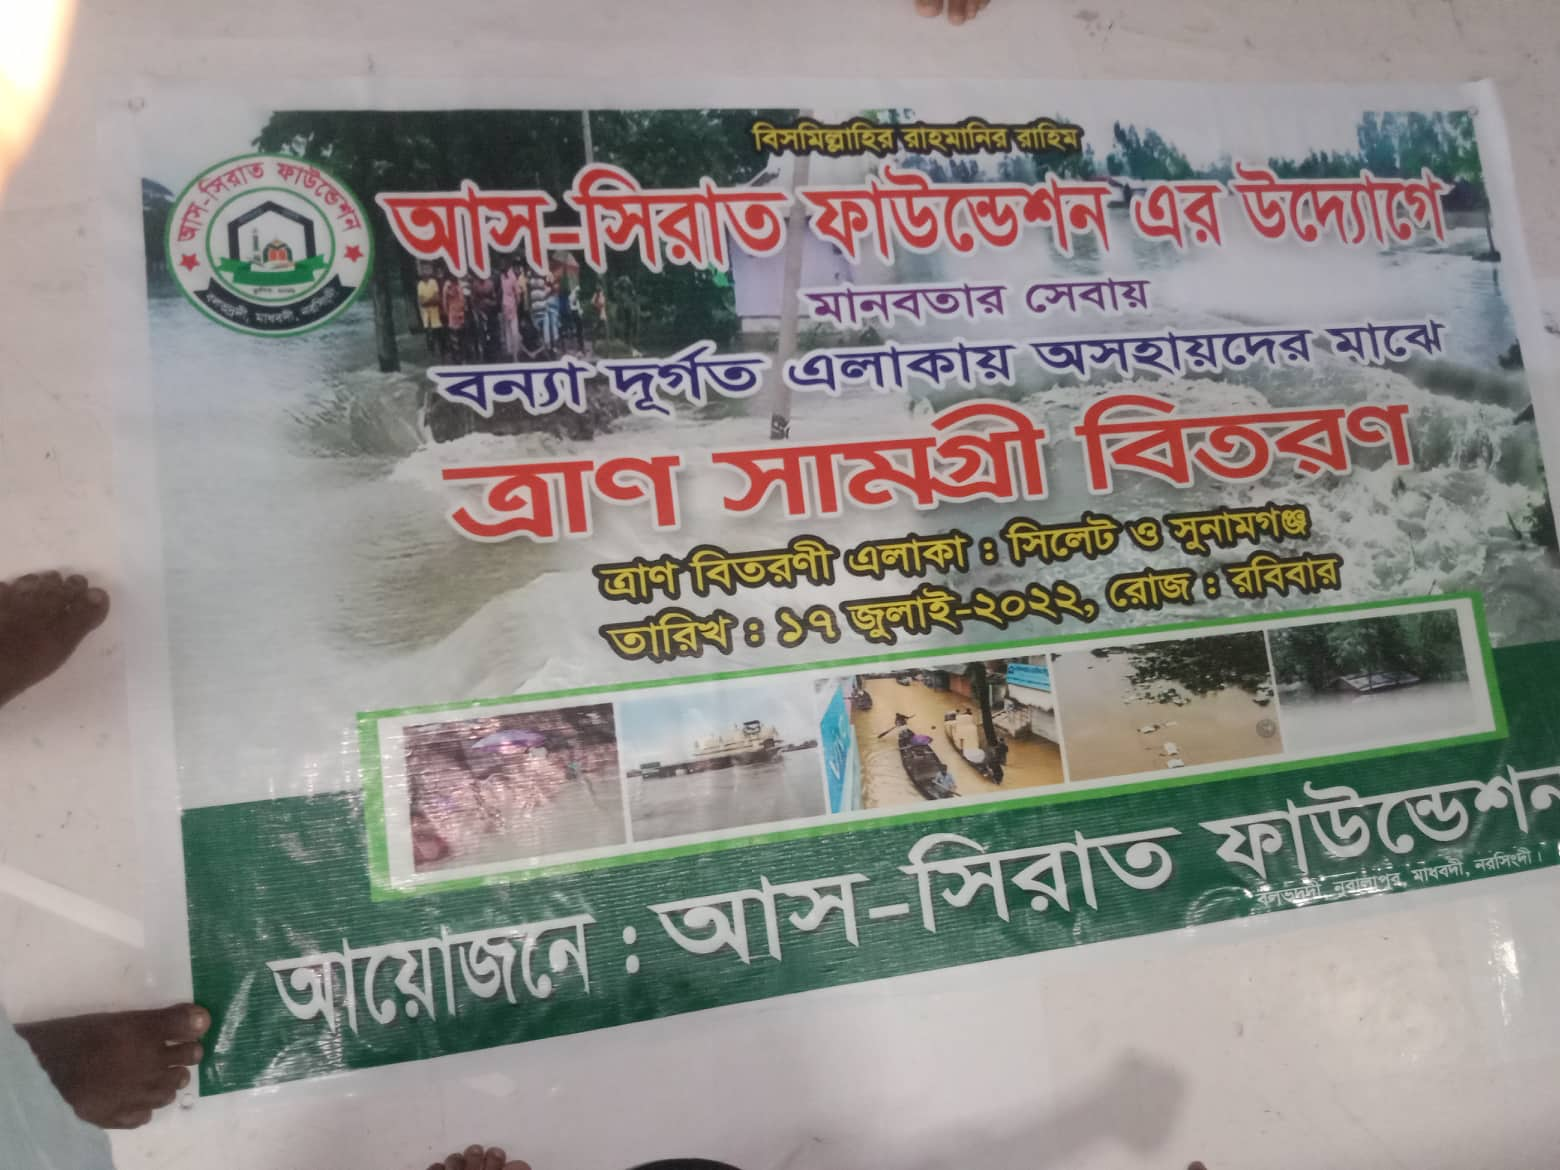 বিসমিল্লাহির রাহমানির রাহিম
আস-সিরাত ফাউন্ডেশন
আস-সিরাত ফাউন্ডেশন এর উদ্যোগে
মানবতার সেবায়
বন্যা দূর্গত এলাকায় অসহায়দের মাঝে
ত্রাণ সামগ্রী বিতরণ
ত্রাণ বিতরণী এলাকা : সিলেট ও সুনামগঞ্জ
তারিখ : ১৭ জুলাই-২০২২, রোজ : রবিবার
আয়োজনে : আস-সিরাত ফাউন্ডেশন
নুরালাপুর, মাধবদী, নরসিংদী।